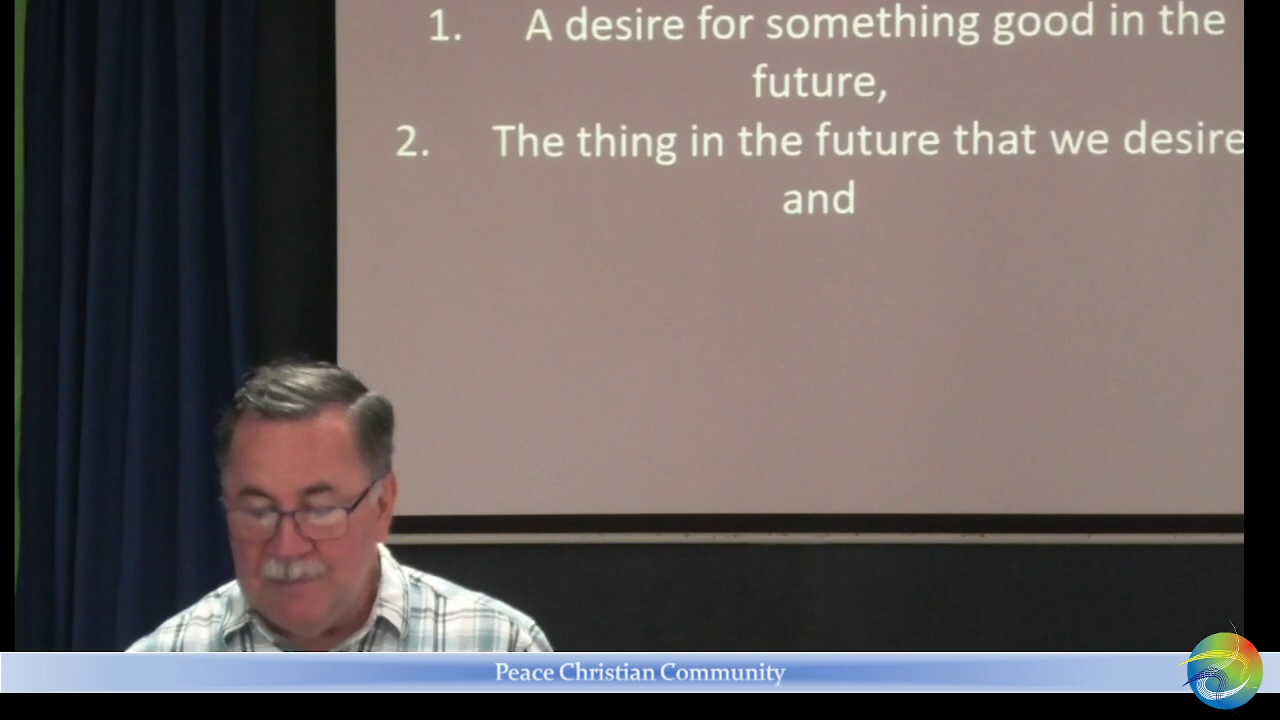 1. A desire for something good in the
future,
2. The thing in the future that we desire
and
Peace Christian Community